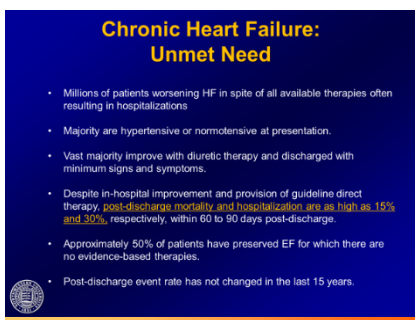 Chronic Heart Failure:
Unmet Need
• Millions of patients worsening HF in spite of all available therapies often
resulting in hospitalizations
• Majority are hypertensive or normotensive at presentation.
• Vast majority improve with diuretic therapy and discharged with
minimum signs and symptoms.
• Despite in-hospital improvement and provision of guideline direct
therapy, post-discharge mortality and hospitalization are as high as 15%
and 30%, respectively, within 60 to 90 days post-discharge.
• Approximately 50% of patients have preserved EF for which there are
no evidence-based therapies.
• Post-discharge event rate has not changed in the last 15 years.